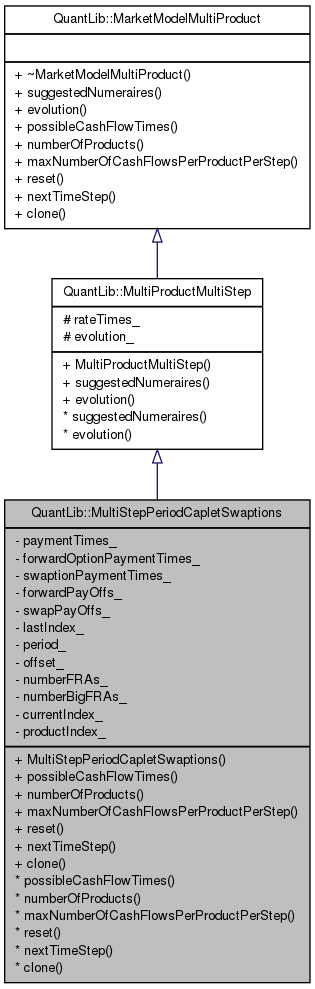 QuantLib::MarketModelMultiProduct
+ ~MarketModelMultiProduct()
+ suggestedNumeraires()
+ evolution()
+ possibleCashFlowTimes()
+ numberOfProducts()
+ maxNumberOfCashFlowsPerProductPerStep()
+ reset()
+ nextTimeStep()
+ clone()
QuantLib::MultiProductMultiStep
# rateTimes_
# evolution_
+ MultiProductMultiStep()
+ suggestedNumeraires()
+ evolution()
* suggestedNumeraires()
* evolution()
QuantLib::MultiStepPeriodCapletSwaptions
- paymentTimes_
- forwardOptionPaymentTimes_
- swaptionPaymentTimes_
- forwardPayOffs_
- swapPayOffs_
- lastIndex_
- period_
- offset_
- numberFRAs_
- numberBigFRAs_
- currentIndex_
- productIndex_
+ MultiStepPeriodCapletSwaptions()
+ possibleCashFlowTimes()
+ numberOfProducts()
+ maxNumberOfCashFlowsPerProductPerStep()
+ reset()
+ nextTimeStep()
+ clone()
* possibleCashFlowTimes()
* numberOfProducts()
* maxNumberOfCashFlowsPerProductPerStep()
* reset()
* nextTimeStep()
* clone()